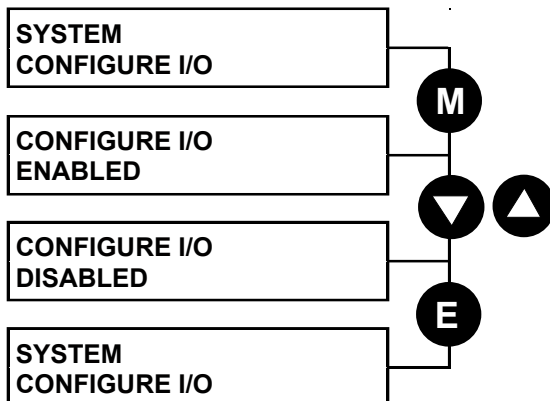 SYSTEM
CONFIGURE I/O
M
CONFIGURE I/O
ENABLED
CONFIGURE I/O
DISABLED
E
SYSTEM
CONFIGURE I/O